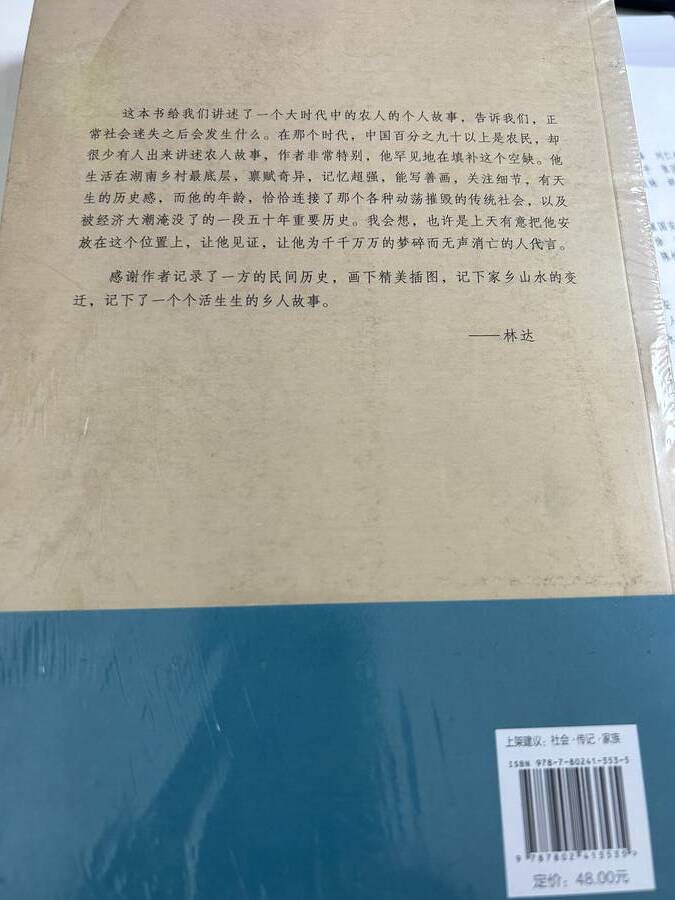 这本书给我们讲述了一个大时代中的农人的个人故事，告诉我们，正
常社会迷失之后会发生什么。在那个时代，中国百分之九十以上是农民，却
很少有人出来讲述农人故事，作者非常特别，他罕见地在填补这个空缺。他
生活在湖南乡村最底层，禀赋奇异，记忆超强，能写善画，关注细节，有天
生的历史感，而他的年龄，恰恰连接了那个各种动荡摧毁的传统社会，以及
被经济大潮淹没了的一段五十年重要历史。我会想，也许是上天有意把他安
放在这个位置上，让他见证，让他为千千万万的梦碎而无声消亡的人代言。
感谢作者记录了一方的民间历史，画下精美插图，记下家乡山水的变
迁，记下了一个个活生生的乡人故事。
——林达
上架建议：社会·传记·家族
ISBN 978-7-80241-353-5
9 787802 413535
定价：48.00元